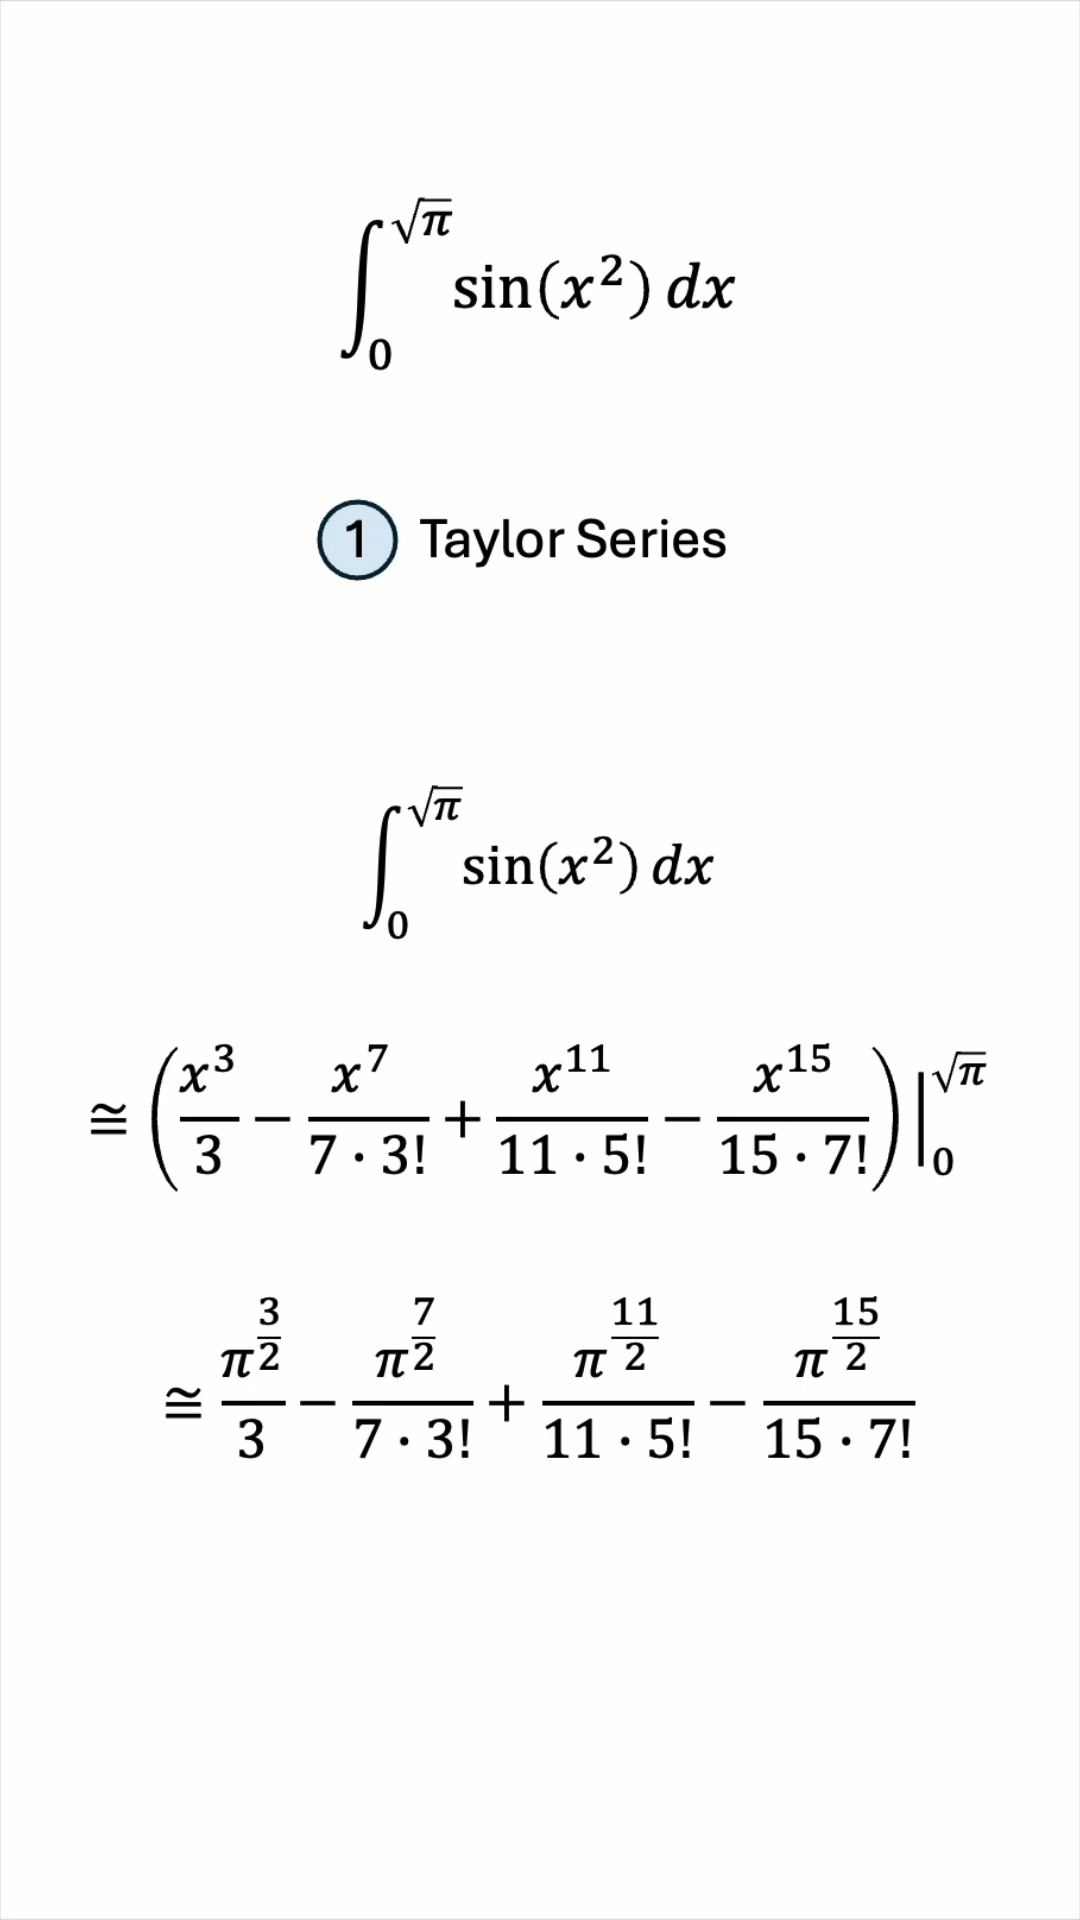 ∫₀^√π sin(x²) dx
1 Taylor Series
∫₀^√π sin(x²) dx
≅ (x³/3 − x⁷/(7·3!) + x¹¹/(11·5!) − x¹⁵/(15·7!))|₀^√π
≅ π^(3/2)/3 − π^(7/2)/(7·3!) + π^(11/2)/(11·5!) − π^(15/2)/(15·7!)